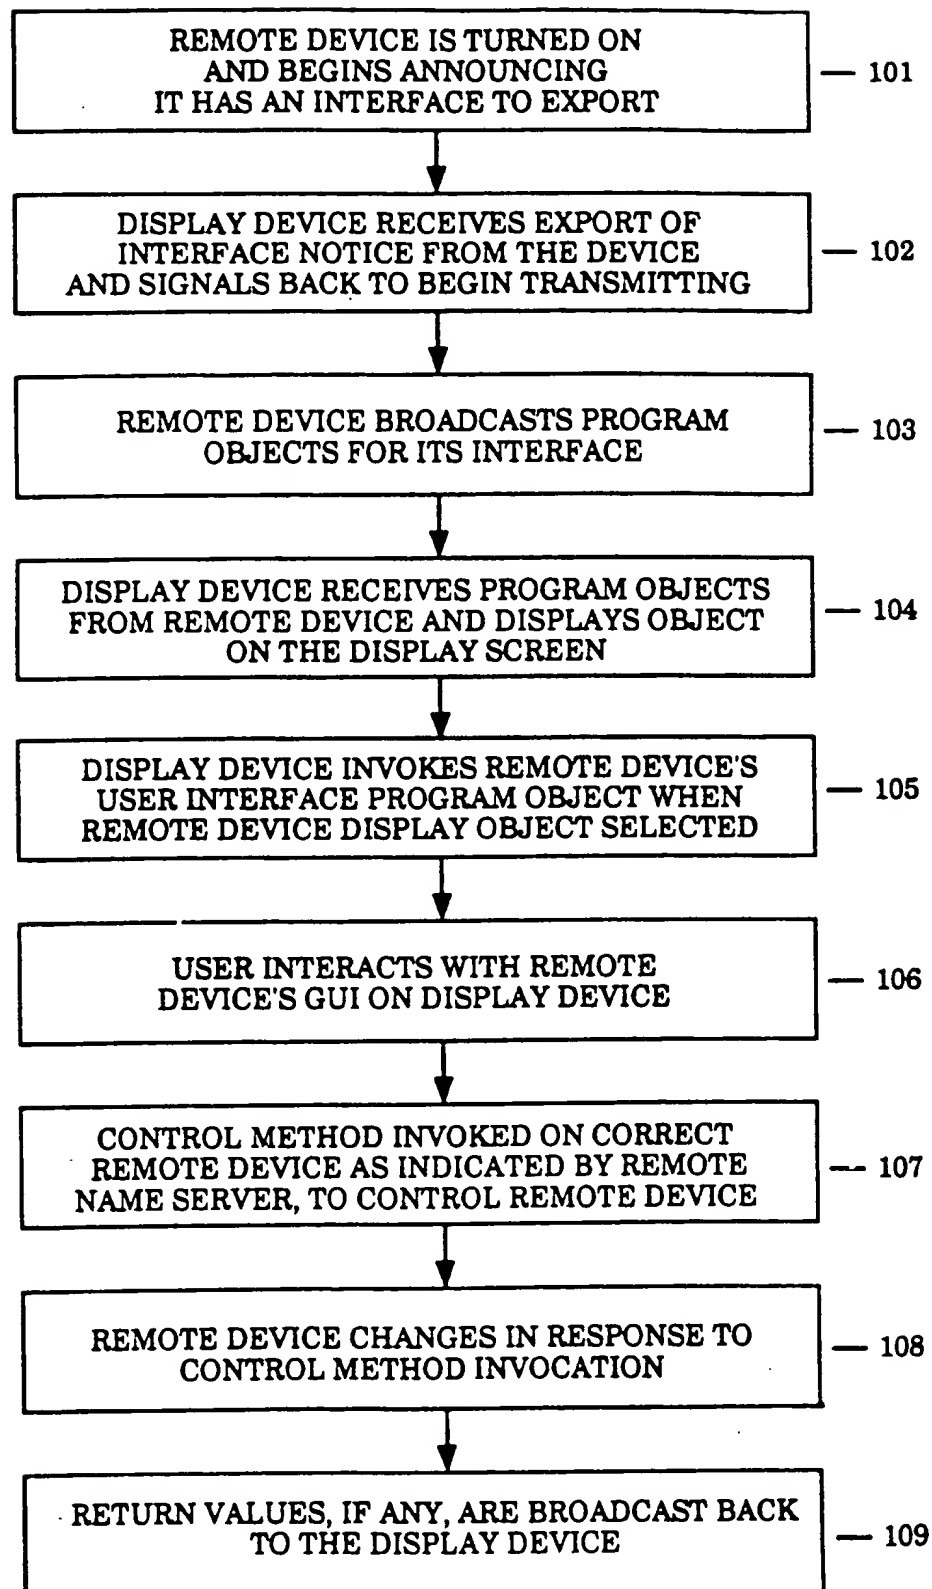 REMOTE DEVICE IS TURNED ON
AND BEGINS ANNOUNCING
IT HAS AN INTERFACE TO EXPORT
101
DISPLAY DEVICE RECEIVES EXPORT OF
INTERFACE NOTICE FROM THE DEVICE
AND SIGNALS BACK TO BEGIN TRANSMITTING
102
REMOTE DEVICE BROADCASTS PROGRAM
OBJECTS FOR ITS INTERFACE
103
DISPLAY DEVICE RECEIVES PROGRAM OBJECTS
FROM REMOTE DEVICE AND DISPLAYS OBJECT
ON THE DISPLAY SCREEN
104
DISPLAY DEVICE INVOKES REMOTE DEVICE'S
USER INTERFACE PROGRAM OBJECT WHEN
REMOTE DEVICE DISPLAY OBJECT SELECTED
105
USER INTERACTS WITH REMOTE
DEVICE'S GUI ON DISPLAY DEVICE
106
CONTROL METHOD INVOKED ON CORRECT
REMOTE DEVICE AS INDICATED BY REMOTE
NAME SERVER, TO CONTROL REMOTE DEVICE
107
REMOTE DEVICE CHANGES IN RESPONSE TO
CONTROL METHOD INVOCATION
108
RETURN VALUES, IF ANY, ARE BROADCAST BACK
TO THE DISPLAY DEVICE
109